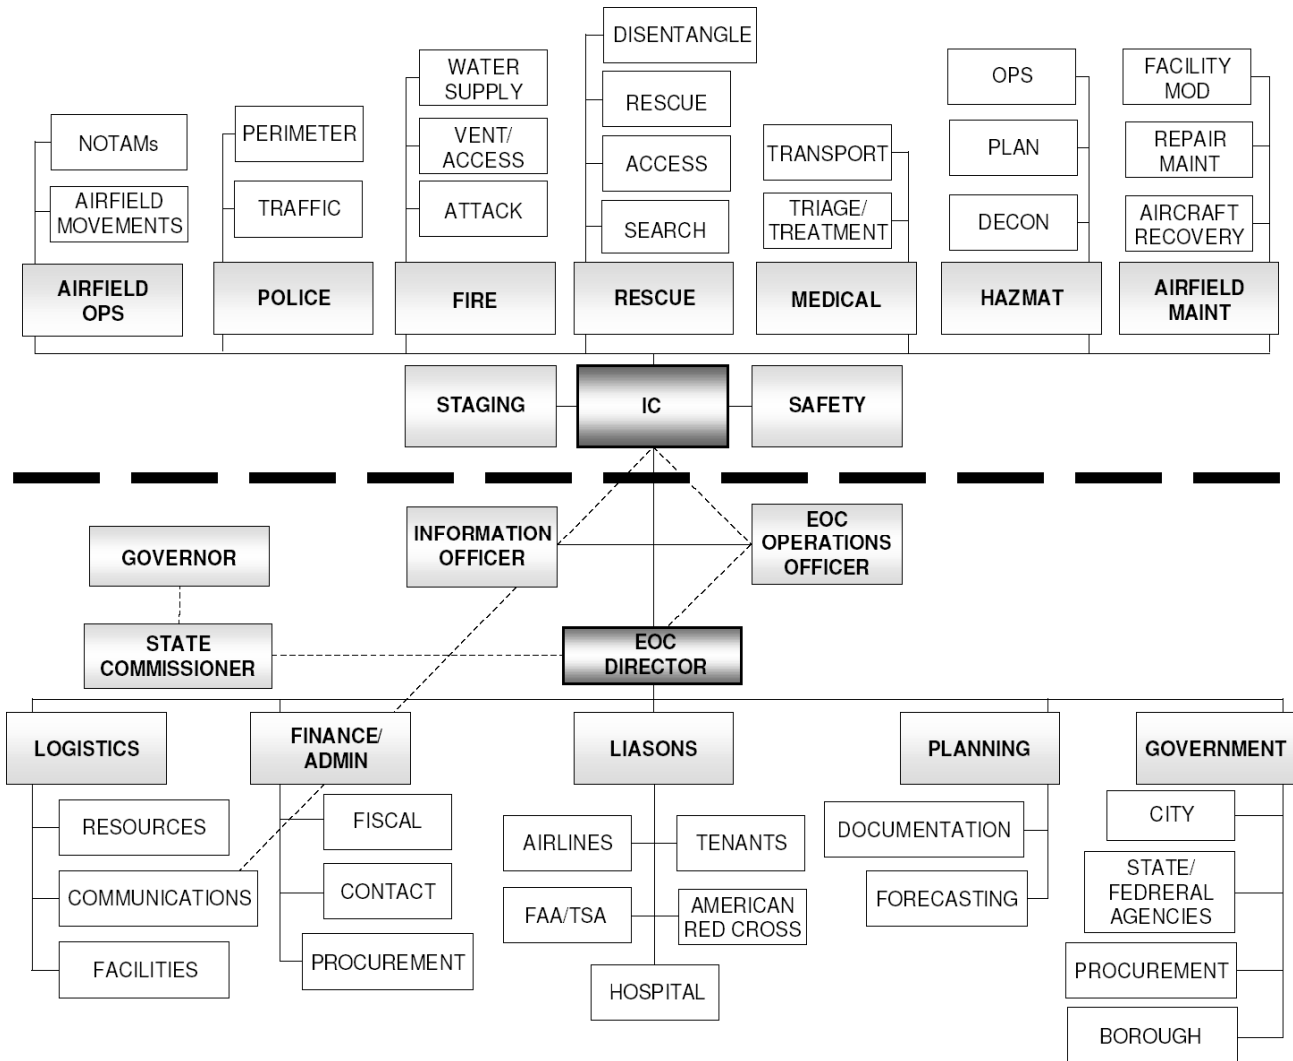 DISENTANGLE
WATER
SUPPLY
OPS
FACILITY
MOD
RESCUE
NOTAMs
PERIMETER
VENT/
ACCESS
ACCESS
TRANSPORT
PLAN
REPAIR
MAINT
AIRFIELD
MOVEMENTS
TRAFFIC
ATTACK
SEARCH
TRIAGE/
TREATMENT
DECON
AIRCRAFT
RECOVERY
AIRFIELD
OPS
POLICE
FIRE
RESCUE
MEDICAL
HAZMAT
AIRFIELD
MAINT
STAGING
IC
SAFETY
INFORMATION
OFFICER
EOC
OPERATIONS
OFFICER
GOVERNOR
STATE
COMMISSIONER
EOC
DIRECTOR
LOGISTICS
FINANCE/
ADMIN
LIASONS
PLANNING
GOVERNMENT
RESOURCES
FISCAL
AIRLINES
TENANTS
DOCUMENTATION
CITY
COMMUNICATIONS
CONTACT
FAA/TSA
AMERICAN
RED CROSS
FORECASTING
STATE/
FEDRERAL
AGENCIES
FACILITIES
PROCUREMENT
HOSPITAL
PROCUREMENT
BOROUGH